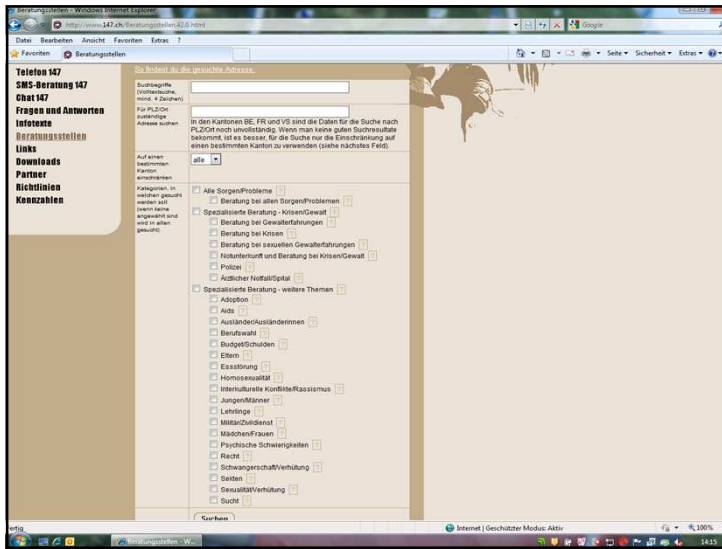 Beratungsstellen - Windows Internet Explorer
http://www.147.ch/Beratungsstellen.42.0.html
Google
Datei Bearbeiten Ansicht Favoriten Extras ?
Favoriten Beratungsstellen
Seite Sicherheit Extras
Telefon 147
SMS-Beratung 147
Chat 147
Fragen und Antworten
Infotexte
Beratungsstellen
Links
Downloads
Partner
Richtlinien
Kennzahlen
So findest du die gesuchte Adresse.
Suchbegriffe
(Volltextsuche,
mind. 4 Zeichen)
Für PLZ/Ort
zuständige
Adresse suchen
In den Kantonen BE, FR und VS sind die Daten für die Suche nach
PLZ/Ort noch unvollständig. Wenn man keine guten Suchresultate
bekommt, ist es besser, für die Suche nur die Einschränkung auf
einen bestimmten Kanton zu verwenden (siehe nächstes Feld).
Auf einen
bestimmten
Kanton
einschränken
alle
Kategorien, in
welchen gesucht
werden soll
(wenn keine
angewählt sind
wird in allen
gesucht)
Alle Sorgen/Probleme ?
Beratung bei allen Sorgen/Problemen ?
Spezialisierte Beratung - Krisen/Gewalt ?
Beratung bei Gewalterfahrungen ?
Beratung bei Krisen ?
Beratung bei sexuellen Gewalterfahrungen ?
Notunterkunft und Beratung bei Krisen/Gewalt ?
Polizei ?
Ärztlicher Notfall/Spital ?
Spezialisierte Beratung - weitere Themen ?
Adoption ?
Aids ?
Ausländer/Ausländerinnen ?
Berufswahl ?
Budget/Schulden ?
Eltern ?
Essstörung ?
Homosexualität ?
Interkulturelle Konflikte/Rassismus ?
Jungen/Männer ?
Lehrlinge ?
Militär/Zivildienst ?
Mädchen/Frauen ?
Psychische Schwierigkeiten ?
Recht ?
Schwangerschaft/Verhütung ?
Sekten ?
Sexualität/Verhütung ?
Sucht ?
Suchen
Internet | Geschützter Modus: Aktiv
100%
Beratungsstellen - W...
14:15